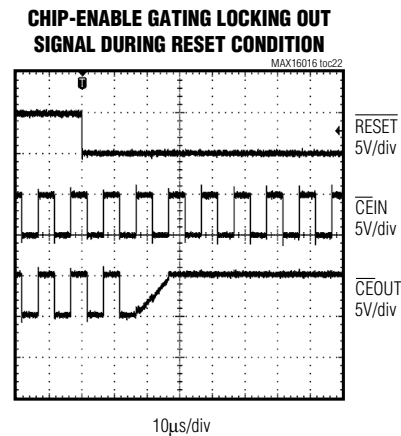 CHIP-ENABLE GATING LOCKING OUT
SIGNAL DURING RESET CONDITION
MAX16016 toc22
T
RESET
5V/div
CEIN
5V/div
CEOUT
5V/div
10μs/div